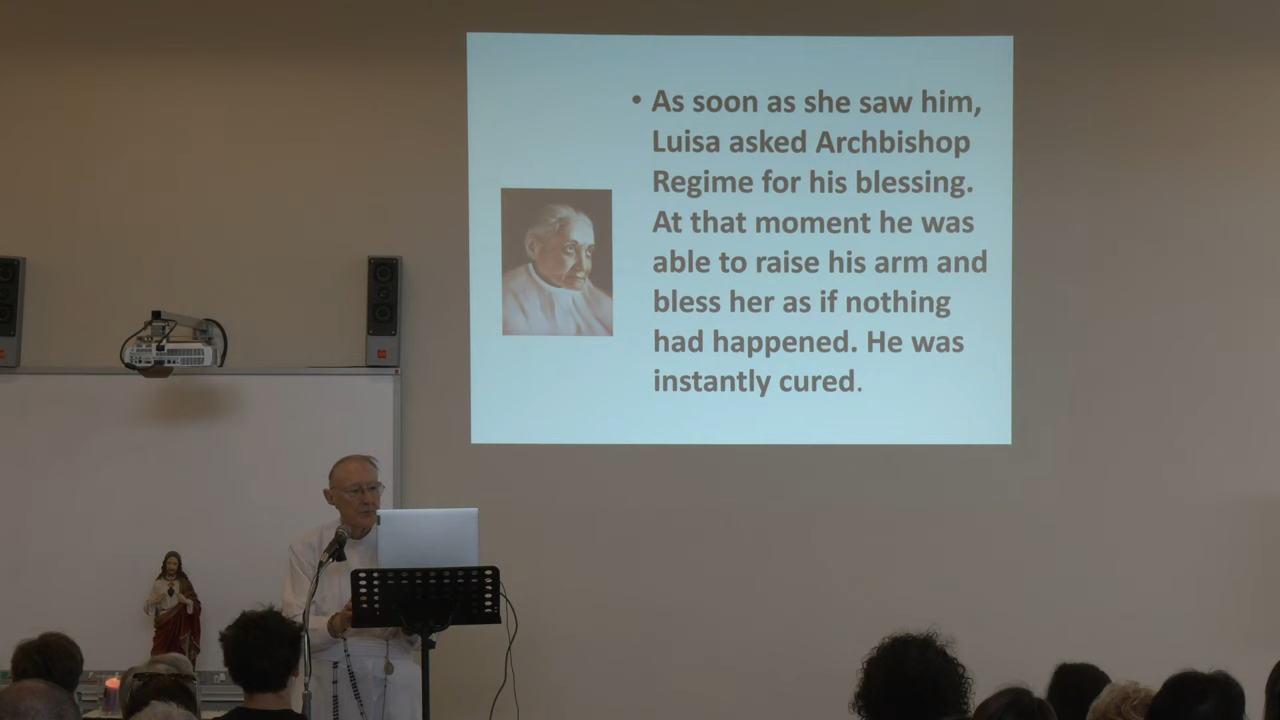 • As soon as she saw him,
Luisa asked Archbishop
Regime for his blessing.
At that moment he was
able to raise his arm and
bless her as if nothing
had happened. He was
instantly cured.